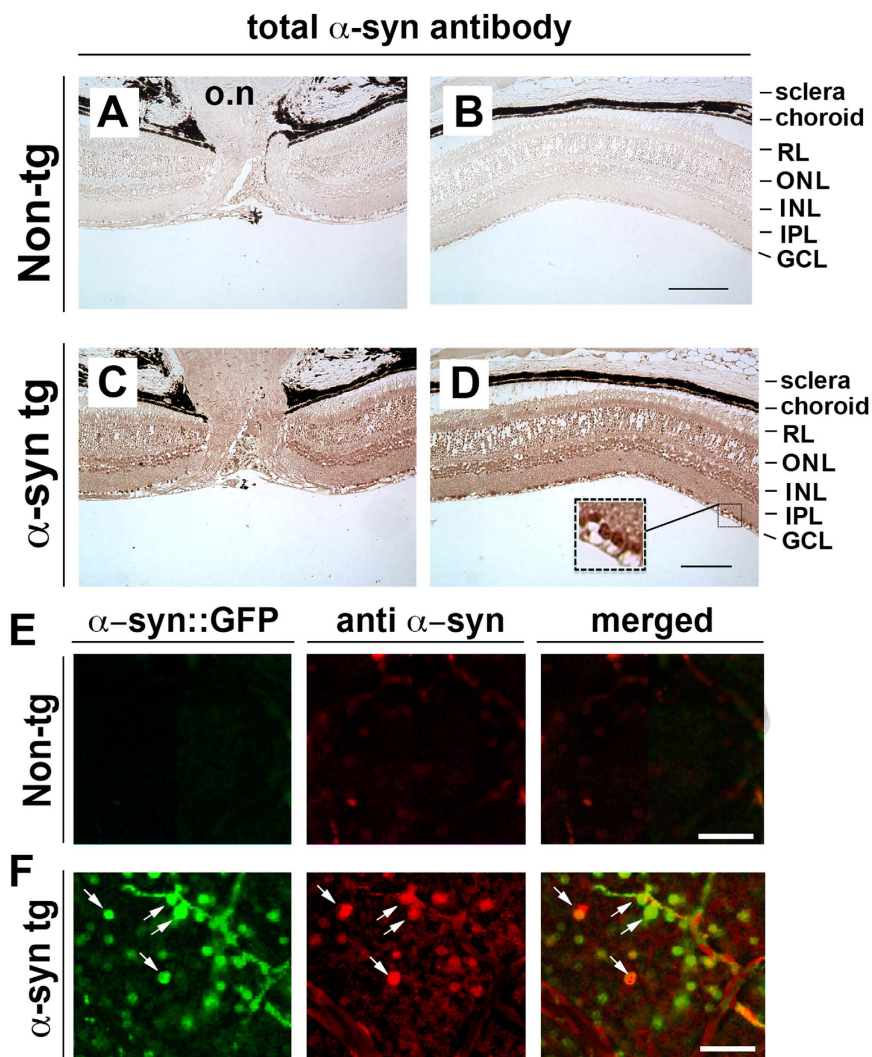 total α-syn antibody
Non-tg
A
o.n
B
sclera
choroid
RL
ONL
INL
IPL
GCL
α-syn tg
C
D
sclera
choroid
RL
ONL
INL
IPL
GCL
E
α-syn::GFP
anti α-syn
merged
Non-tg
F
α-syn tg